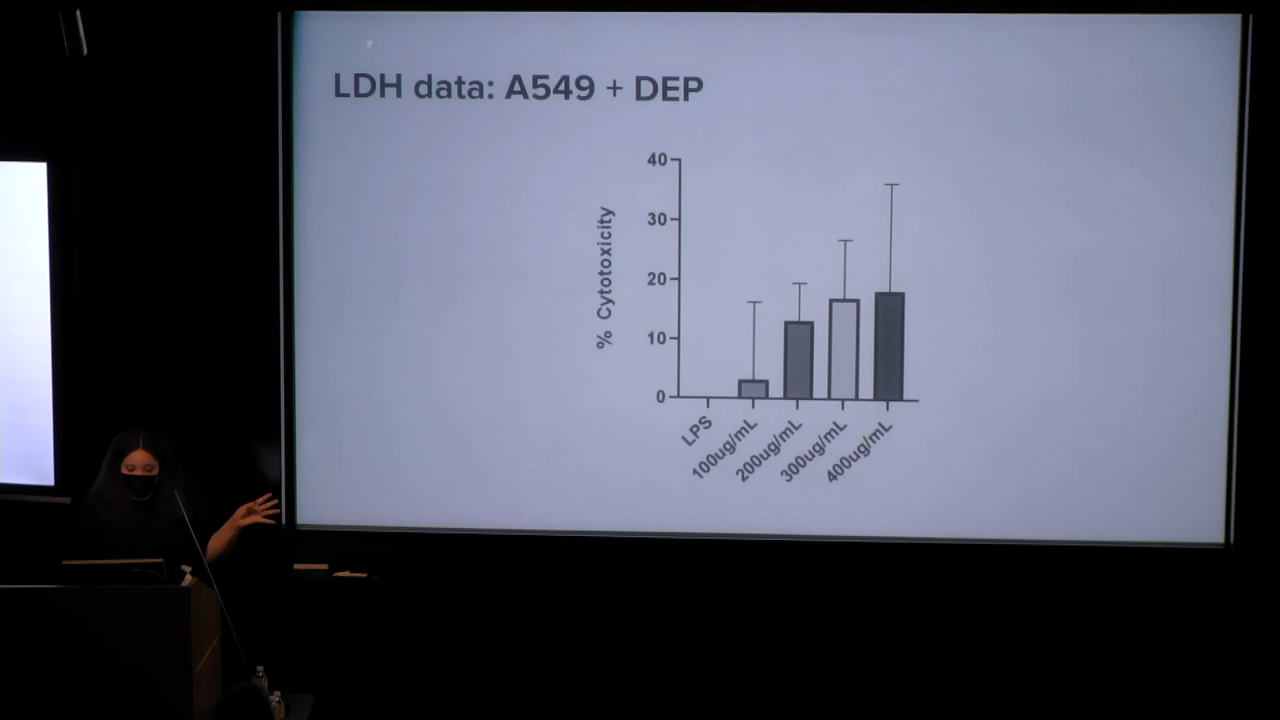 LDH data: A549 + DEP
% Cytotoxicity
40
30
20
10
0
LPS
100ug/mL
200ug/mL
300ug/mL
400ug/mL